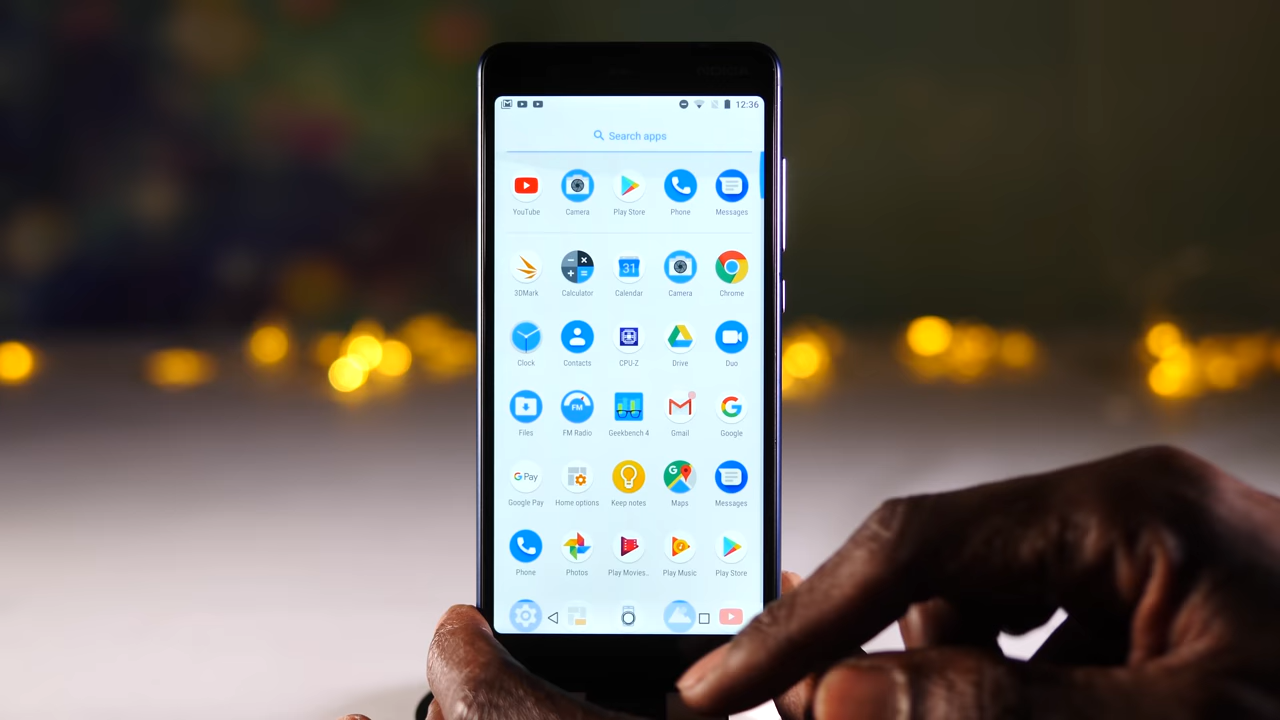 12:36
Search apps
YouTube Camera Play Store Phone Messages
3DMark Calculator Calendar Camera Chrome
31
Clock Contacts CPU-Z Drive Duo
FM
Files FM Radio Geekbench 4 Gmail Google
G Pay
Google Pay Home options Keep notes Maps Messages
Phone Photos Play Movies.. Play Music Play Store